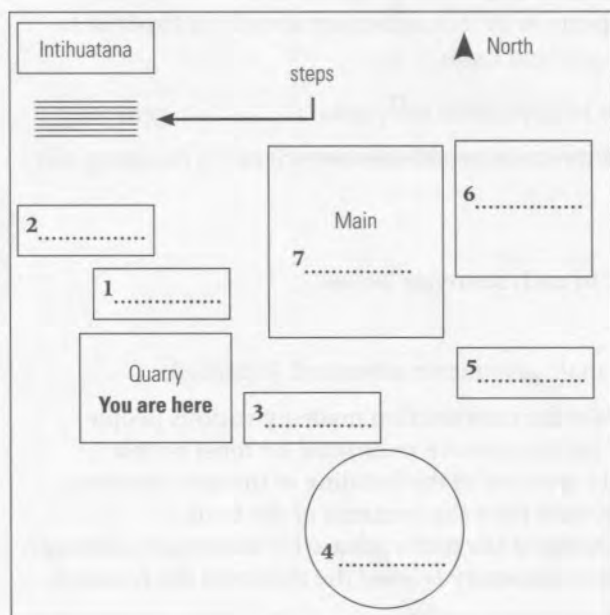 Intihuatana
North
steps
6....................
Main
2....................
7....................
1....................
Quarry
You are here
5....................
3....................
4....................